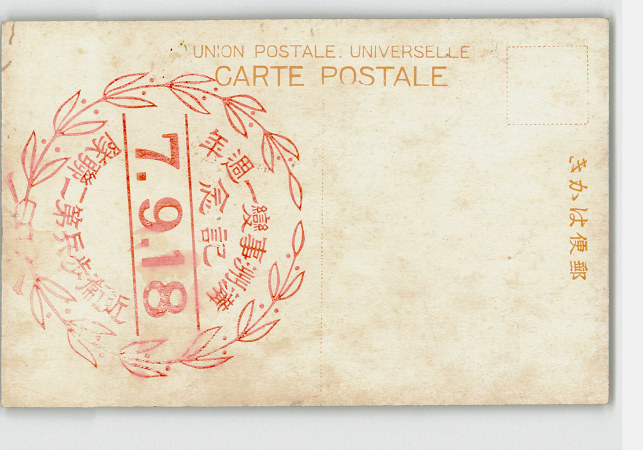 UNION POSTALE UNIVERSELLE
CARTE POSTALE
郵便はかき
滿洲事變一週年
記念
7.9.18
近衛歩兵第一聯隊